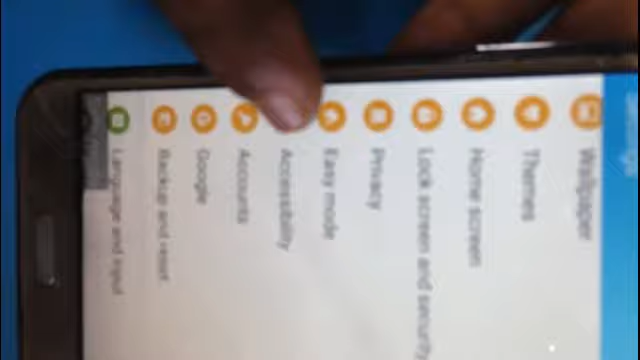 Wallpaper
Themes
Home screen
Lock screen and security
Privacy
Easy mode
Accessibility
Accounts
Google
Backup and reset
Language and input